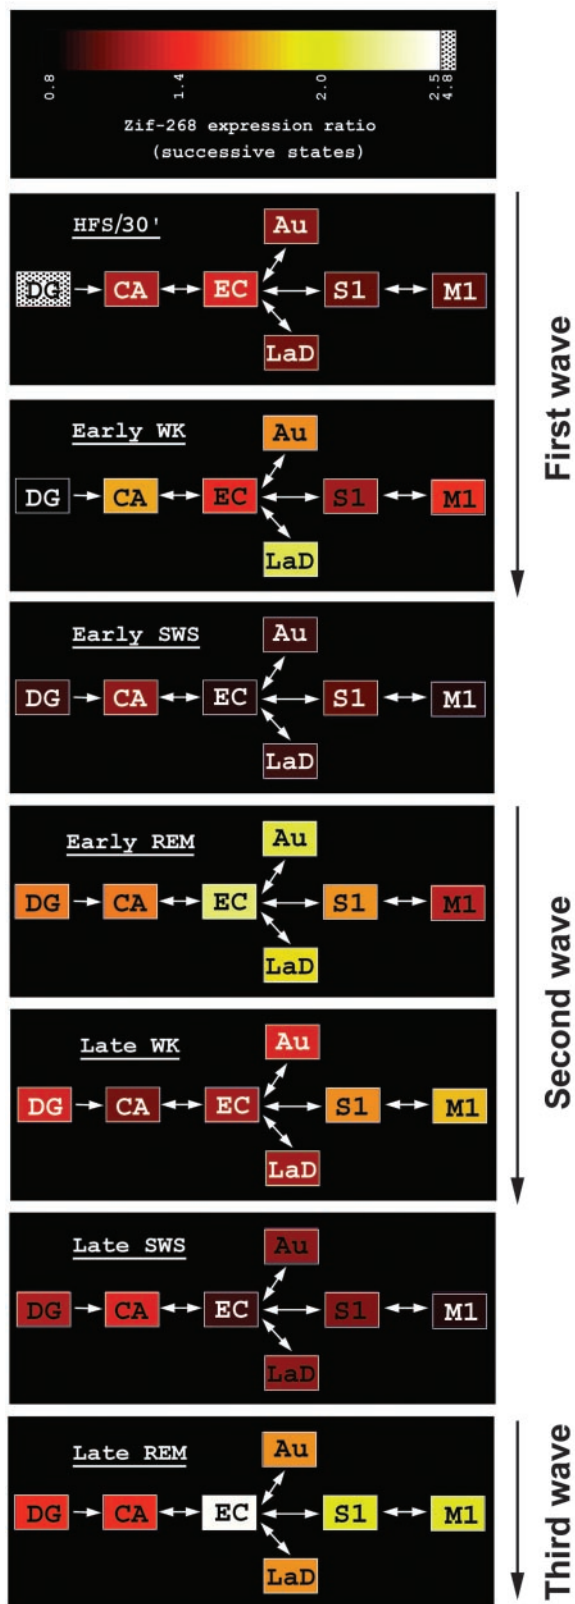 0.8 1.4 2.0 2.5 4.8
Zif-268 expression ratio
(successive states)
HFS/30'
Au
DG CA EC S1 M1
LaD
First wave
Early WK
Au
DG CA EC S1 M1
LaD
Early SWS
Au
DG CA EC S1 M1
LaD
Early REM
Au
DG CA EC S1 M1
LaD
Second wave
Late WK
Au
DG CA EC S1 M1
LaD
Late SWS
Au
DG CA EC S1 M1
LaD
Late REM
Au
DG CA EC S1 M1
LaD
Third wave